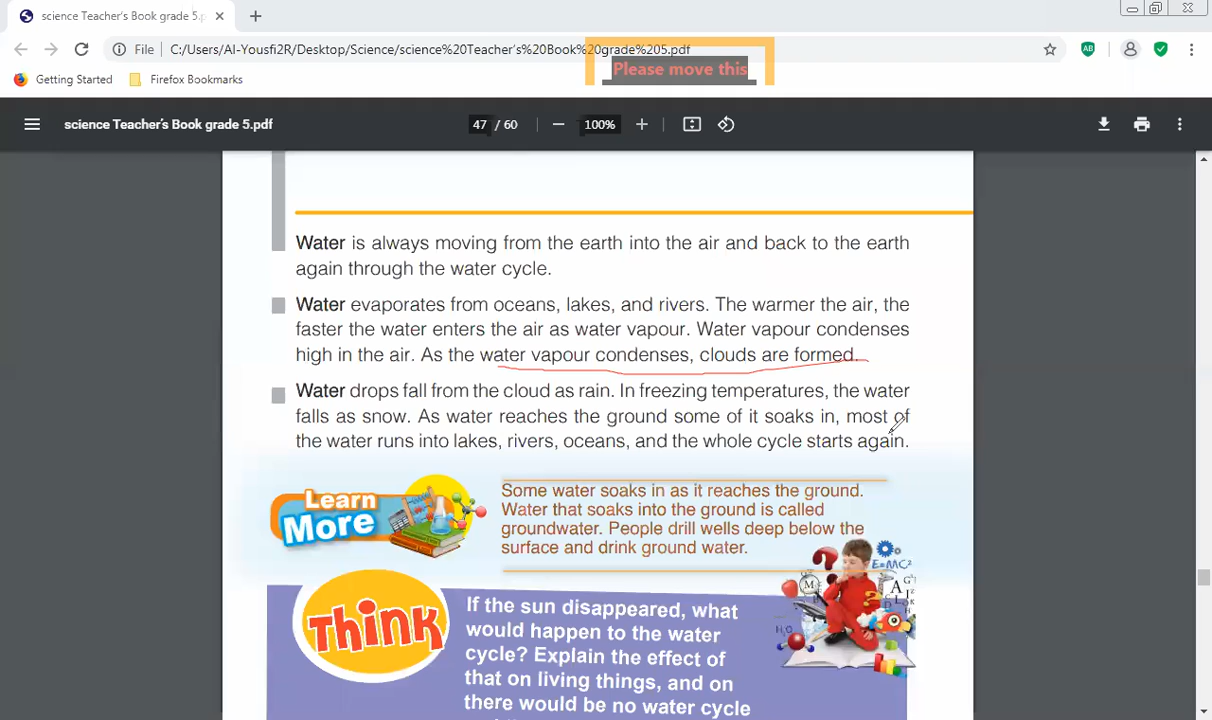 science Teacher's Book grade 5.p
File C:/Users/Al-Yousfi2R/Desktop/Science/science%20Teacher's%20Book%20grade%205.pdf
Please move this
AB
Getting Started Firefox Bookmarks
science Teacher's Book grade 5.pdf 47 / 60 100%
Water is always moving from the earth into the air and back to the earth
again through the water cycle.
Water evaporates from oceans, lakes, and rivers. The warmer the air, the
faster the water enters the air as water vapour. Water vapour condenses
high in the air. As the water vapour condenses, clouds are formed.
Water drops fall from the cloud as rain. In freezing temperatures, the water
falls as snow. As water reaches the ground some of it soaks in, most of
the water runs into lakes, rivers, oceans, and the whole cycle starts again.
Learn
More
Some water soaks in as it reaches the ground.
Water that soaks into the ground is called
groundwater. People drill wells deep below the
surface and drink ground water.
E=MC²
M
A
H₂O
Think
If the sun disappeared, what
would happen to the water
cycle? Explain the effect of
that on living things, and on
there would be no water cycle